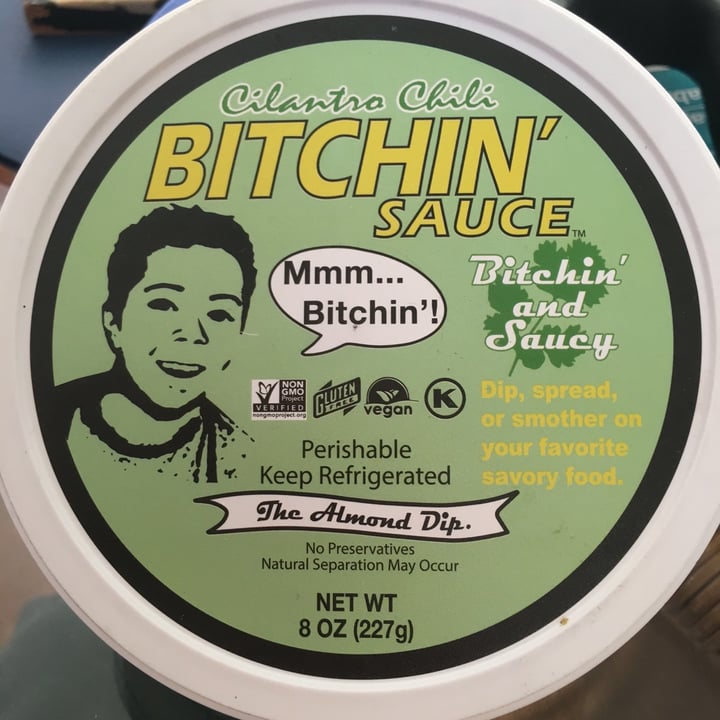 Cilantro Chili
BITCHIN'
SAUCE™
Mmm...
Bitchin'!
Bitchin'
and
Saucy
NON
GMO
Project
VERIFIED
nongmoproject.org
GLUTEN
FREE
vegan
K
Dip, spread,
or smother on
your favorite
savory food.
Perishable
Keep Refrigerated
The Almond Dip.
No Preservatives
Natural Separation May Occur
NET WT
8 OZ (227g)